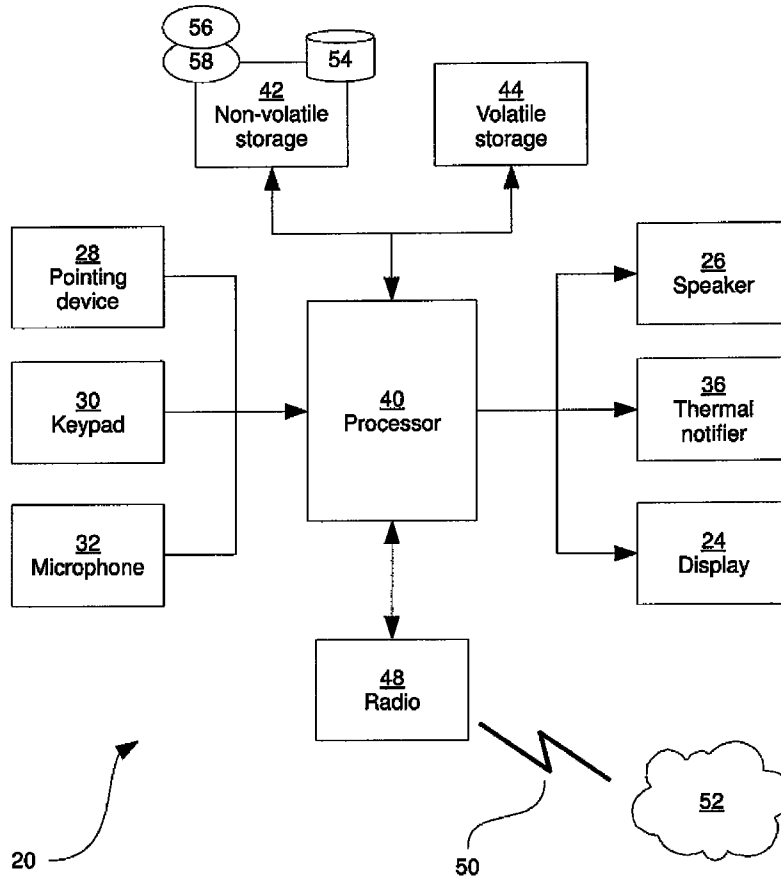 56
58
54
42
Non-volatile
storage
44
Volatile
storage
28
Pointing
device
26
Speaker
30
Keypad
40
Processor
36
Thermal
notifier
32
Microphone
24
Display
48
Radio
52
20
50